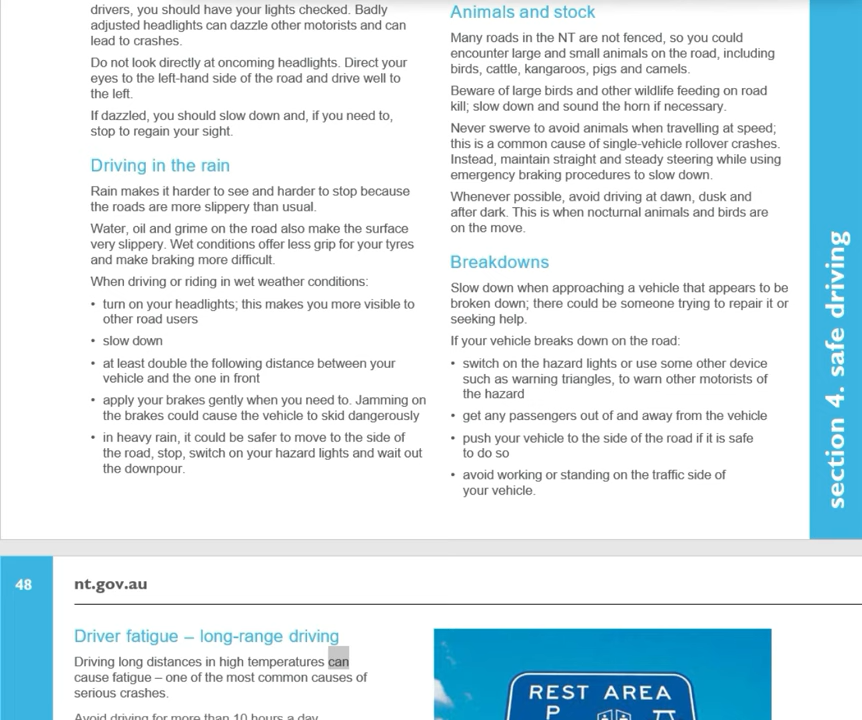 drivers, you should have your lights checked. Badly
adjusted headlights can dazzle other motorists and can
lead to crashes.
Do not look directly at oncoming headlights. Direct your
eyes to the left-hand side of the road and drive well to
the left.
If dazzled, you should slow down and, if you need to,
stop to regain your sight.
Driving in the rain
Rain makes it harder to see and harder to stop because
the roads are more slippery than usual.
Water, oil and grime on the road also make the surface
very slippery. Wet conditions offer less grip for your tyres
and make braking more difficult.
When driving or riding in wet weather conditions:
• turn on your headlights; this makes you more visible to
other road users
• slow down
• at least double the following distance between your
vehicle and the one in front
• apply your brakes gently when you need to. Jamming on
the brakes could cause the vehicle to skid dangerously
• in heavy rain, it could be safer to move to the side of
the road, stop, switch on your hazard lights and wait out
the downpour.
Animals and stock
Many roads in the NT are not fenced, so you could
encounter large and small animals on the road, including
birds, cattle, kangaroos, pigs and camels.
Beware of large birds and other wildlife feeding on road
kill; slow down and sound the horn if necessary.
Never swerve to avoid animals when travelling at speed;
this is a common cause of single-vehicle rollover crashes.
Instead, maintain straight and steady steering while using
emergency braking procedures to slow down.
Whenever possible, avoid driving at dawn, dusk and
after dark. This is when nocturnal animals and birds are
on the move.
Breakdowns
Slow down when approaching a vehicle that appears to be
broken down; there could be someone trying to repair it or
seeking help.
If your vehicle breaks down on the road:
• switch on the hazard lights or use some other device
such as warning triangles, to warn other motorists of
the hazard
• get any passengers out of and away from the vehicle
• push your vehicle to the side of the road if it is safe
to do so
• avoid working or standing on the traffic side of
your vehicle.
section 4. safe driving
48
nt.gov.au
Driver fatigue – long-range driving
Driving long distances in high temperatures can
cause fatigue – one of the most common causes of
serious crashes.
Avoid driving for more than 10 hours a day
REST AREA
P